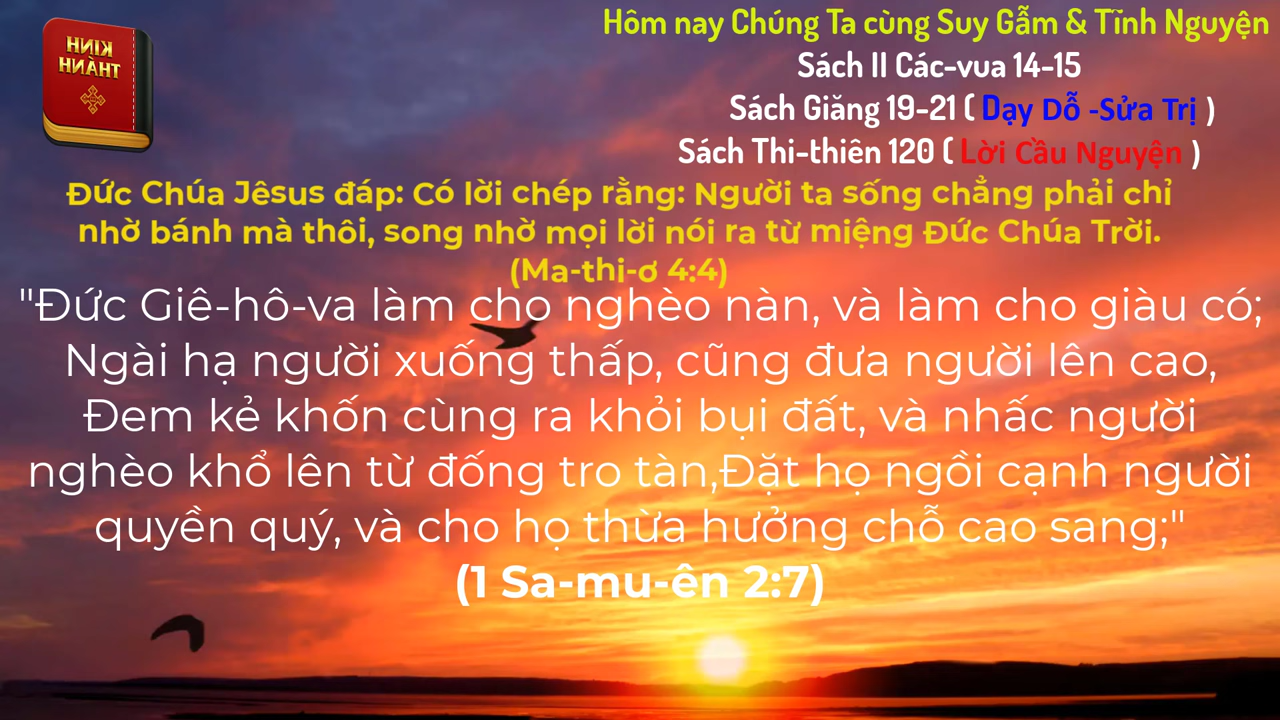 KINH
THÀNH
Hôm nay Chúng Ta cùng Suy Gẫm & Tĩnh Nguyện
Sách II Các-vua 14-15
Sách Giăng 19-21 ( Dạy Dỗ -Sửa Trị )
Sách Thi-thiên 120 ( Lời Cầu Nguyện )
Đức Chúa Jêsus đáp: Có lời chép rằng: Người ta sống chẳng phải chỉ
nhờ bánh mà thôi, song nhờ mọi lời nói ra từ miệng Đức Chúa Trời.
(Ma-thi-ơ 4:4)
"Đức Giê-hô-va làm cho nghèo nàn, và làm cho giàu có;
Ngài hạ người xuống thấp, cũng đưa người lên cao,
Đem kẻ khốn cùng ra khỏi bụi đất, và nhấc người
nghèo khổ lên từ đống tro tàn,Đặt họ ngồi cạnh người
quyền quý, và cho họ thừa hưởng chỗ cao sang;"
(1 Sa-mu-ên 2:7)